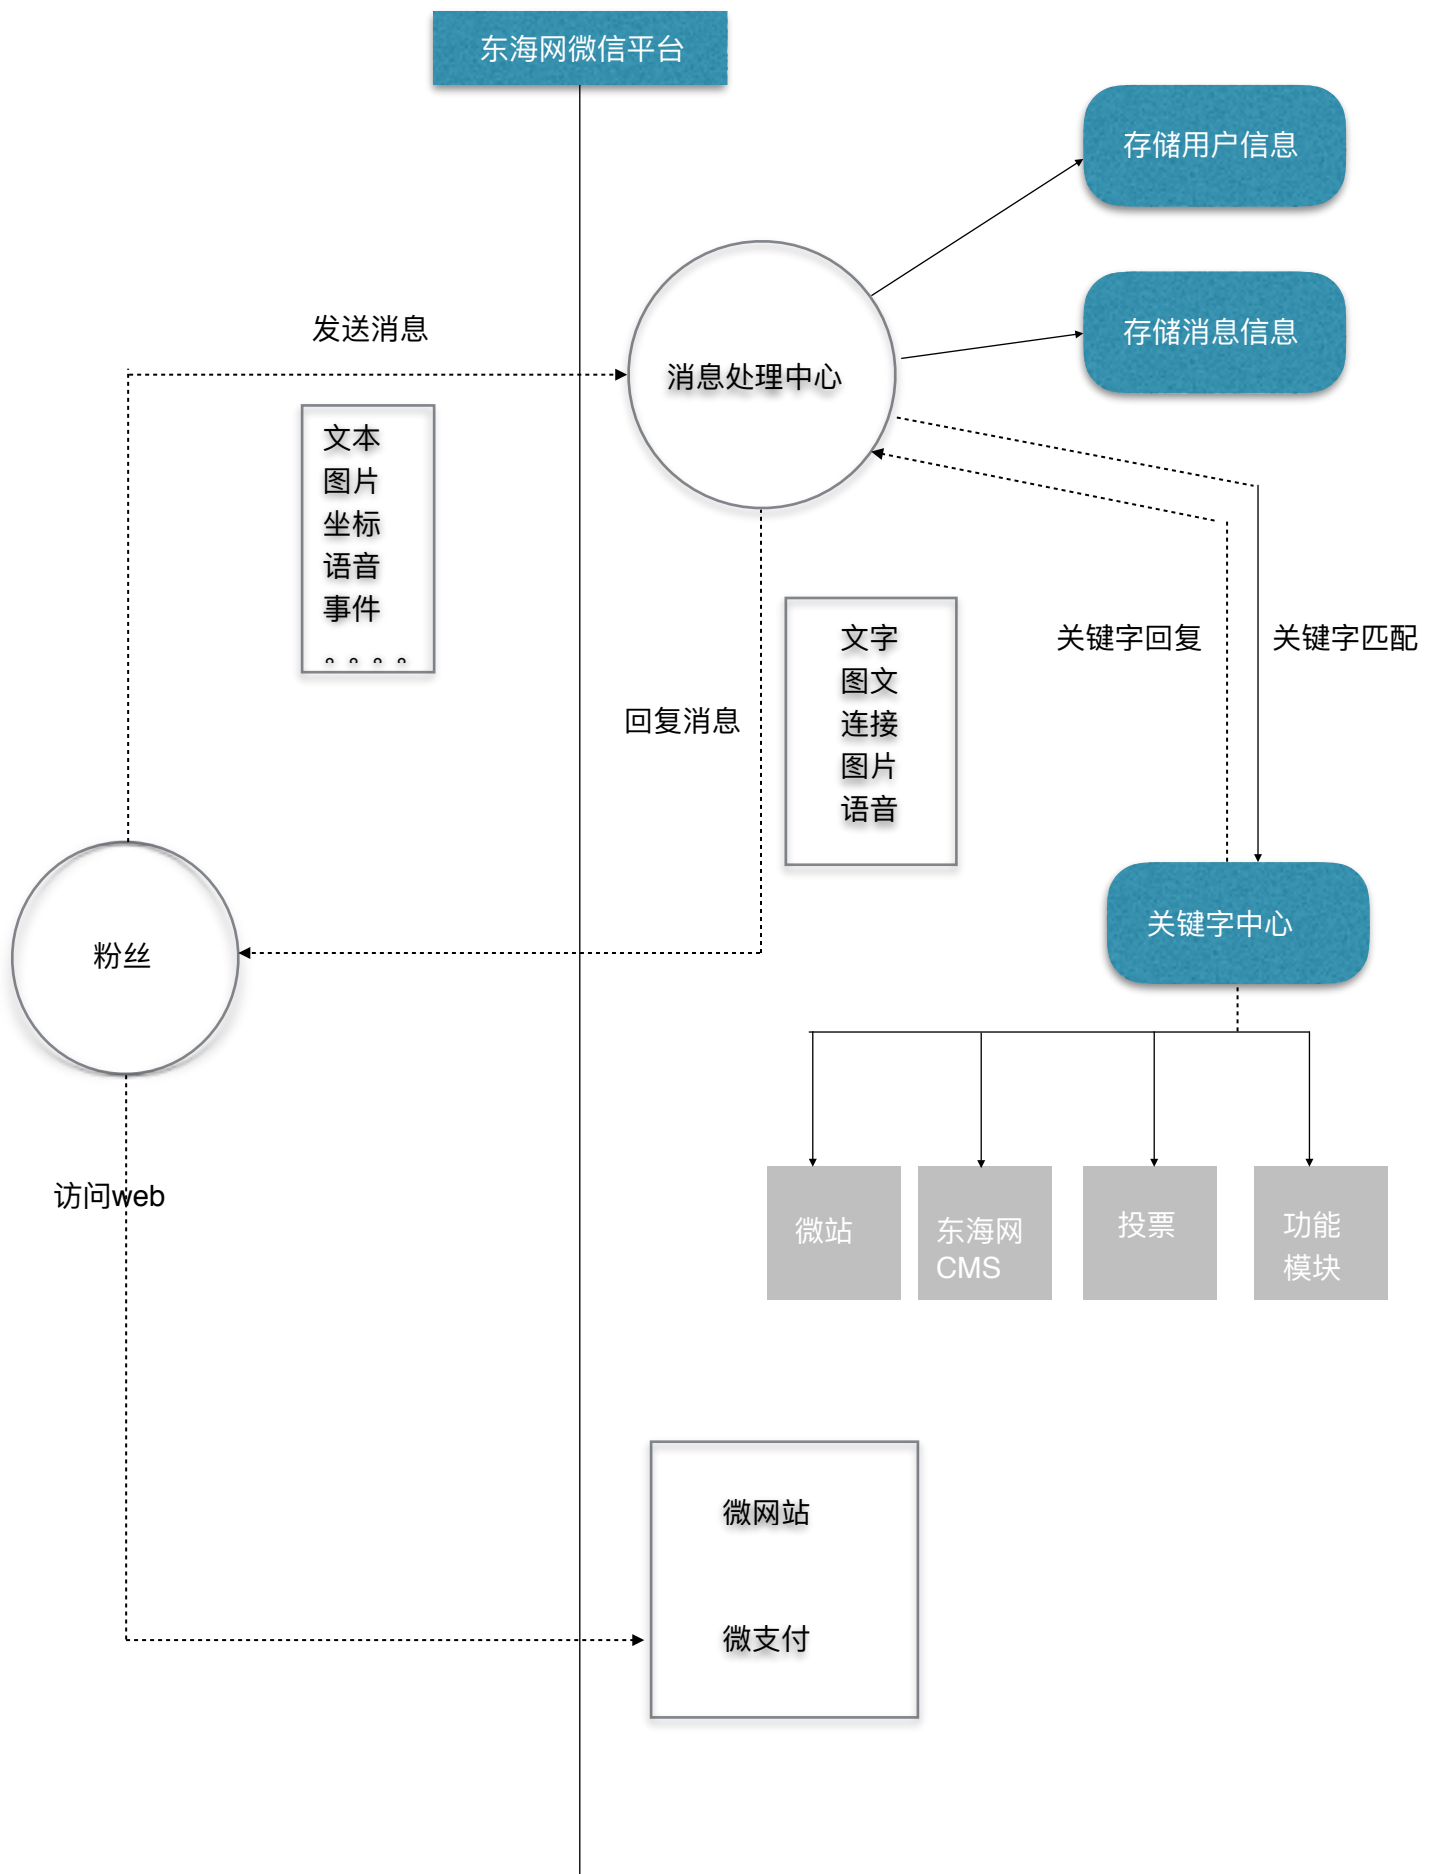 东海网微信平台
存储用户信息
存储消息信息
发送消息
消息处理中心
文本
图片
坐标
语音
事件
。。。。
文字
图文
连接
图片
语音
关键字回复
关键字匹配
回复消息
关键字中心
粉丝
访问web
微站
东海网
CMS
投票
功能
模块
微网站
微支付